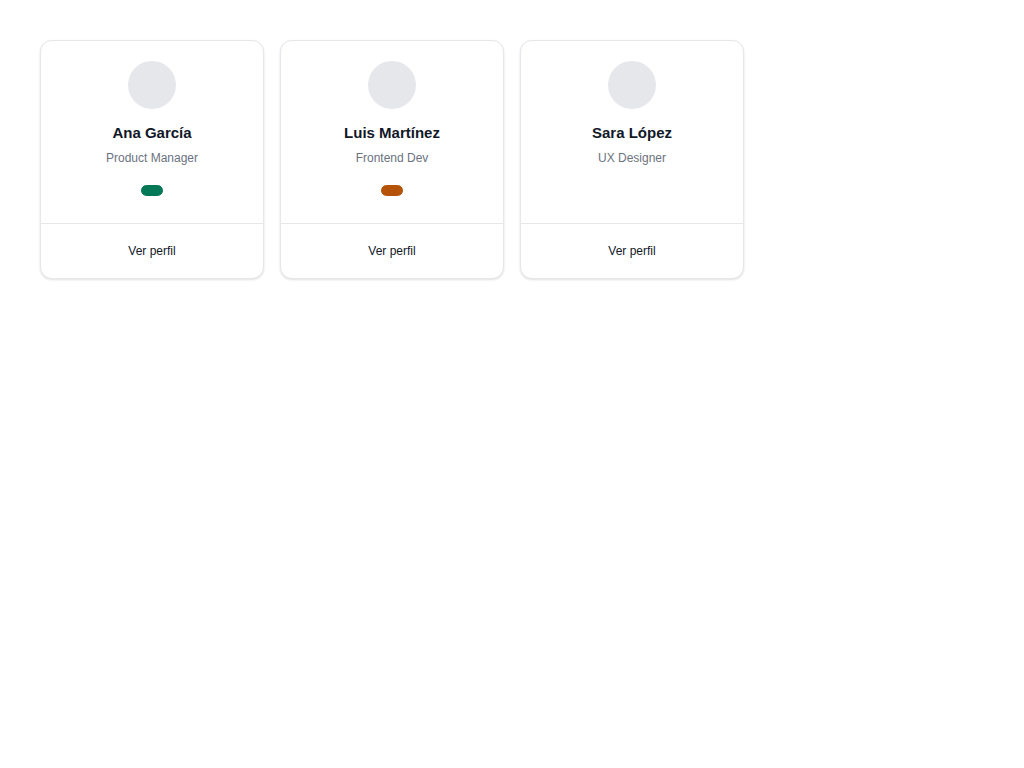 Ana García
Product Manager
Ver perfil
Luis Martínez
Frontend Dev
Ver perfil
Sara López
UX Designer
Ver perfil